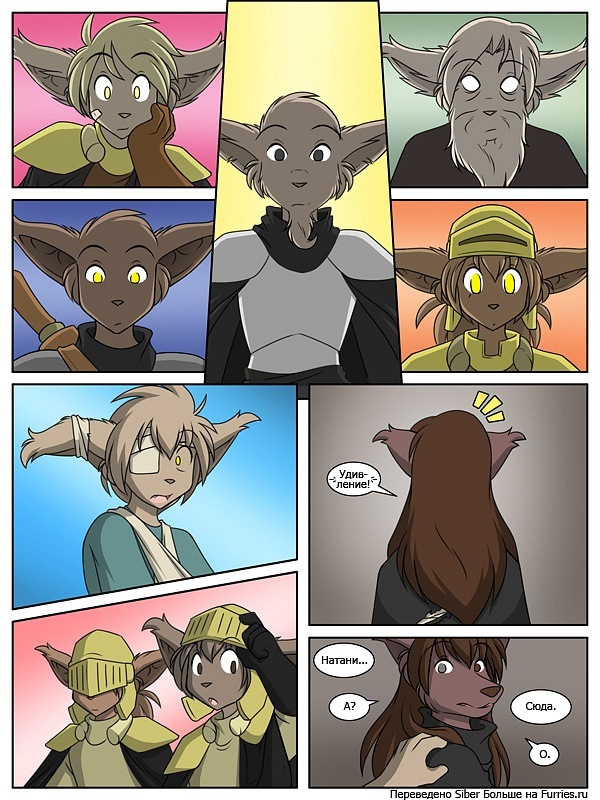 Удив-
ление!
Натани...
А?
Сюда.
О.
Переведено Siber Больше на Furries.ru